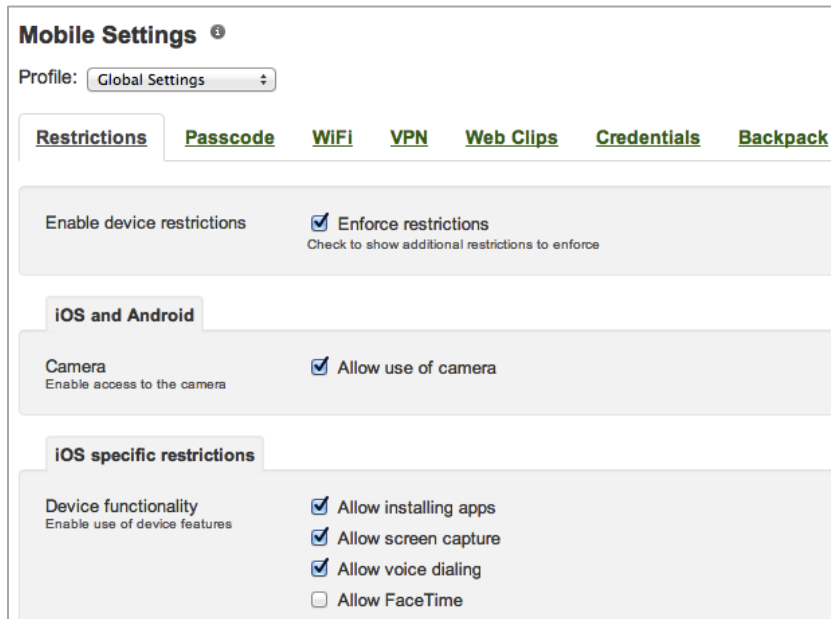 Mobile Settings
Profile: Global Settings
Restrictions Passcode WiFi VPN Web Clips Credentials Backpack
Enable device restrictions Enforce restrictions
Check to show additional restrictions to enforce
iOS and Android
Camera Allow use of camera
Enable access to the camera
iOS specific restrictions
Device functionality Allow installing apps
Enable use of device features
Allow screen capture
Allow voice dialing
Allow FaceTime